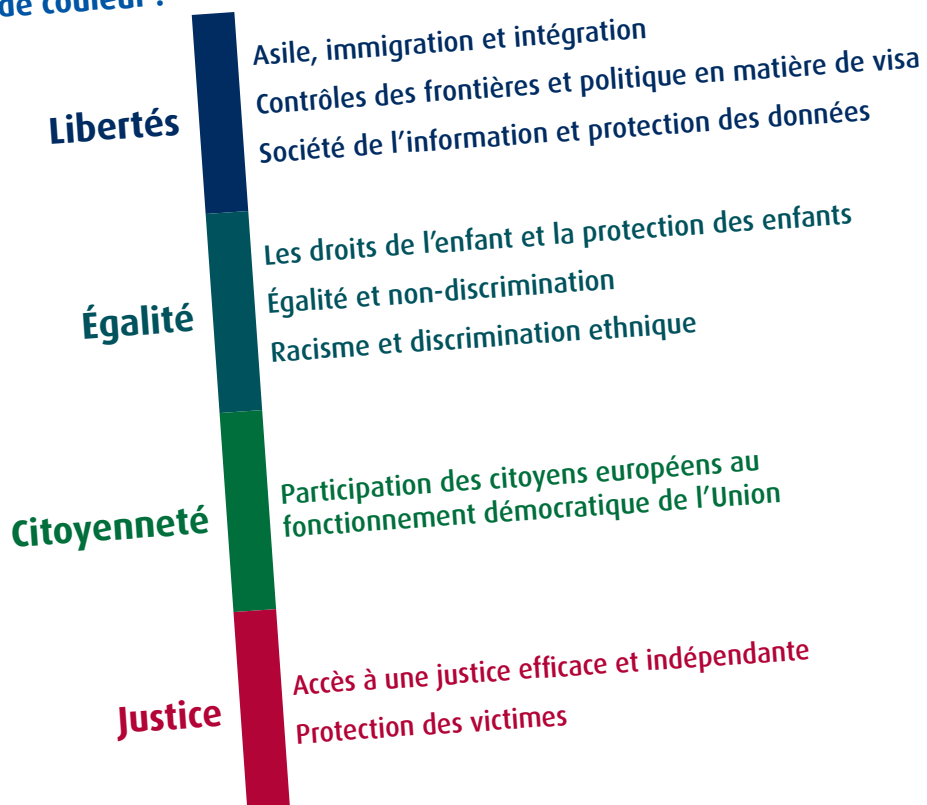 de couleur :
Libertés
Asile, immigration et intégration
Contrôles des frontières et politique en matière de visa
Société de l’information et protection des données
Égalité
Les droits de l’enfant et la protection des enfants
Égalité et non-discrimination
Racisme et discrimination ethnique
Citoyenneté
Participation des citoyens européens au
fonctionnement démocratique de l’Union
Justice
Accès à une justice efficace et indépendante
Protection des victimes